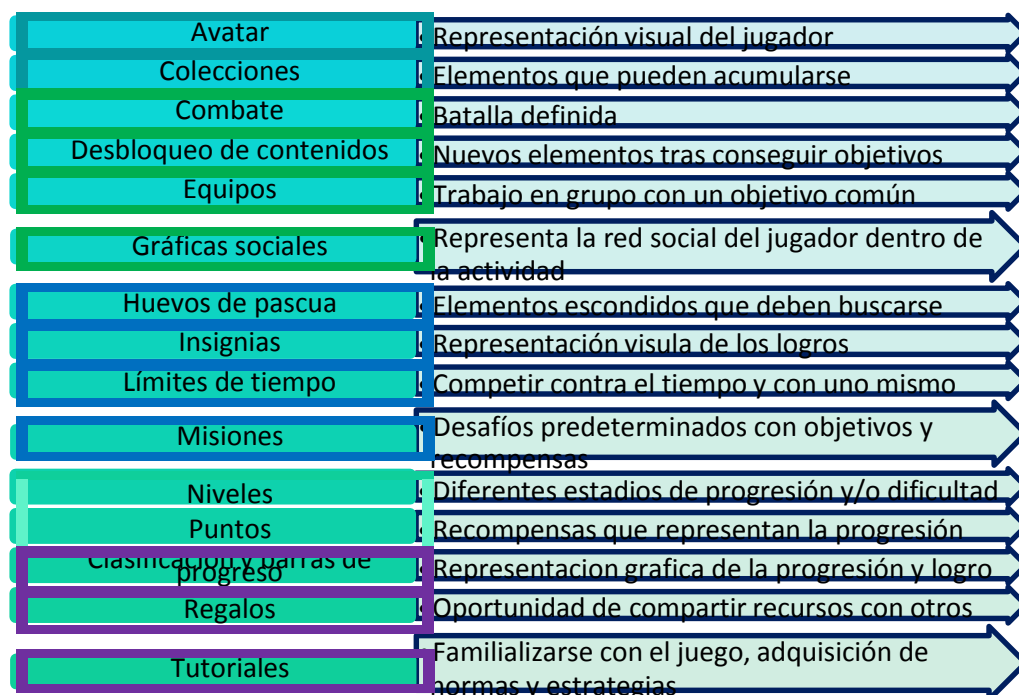 Avatar
• Representación visual del jugador
Colecciones
• Elementos que pueden acumularse
Combate
• Batalla definida
Desbloqueo de contenidos
• Nuevos elementos tras conseguir objetivos
Equipos
• Trabajo en grupo con un objetivo común
Gráficas sociales
• Representa la red social del jugador dentro de
la actividad
Huevos de pascua
• Elementos escondidos que deben buscarse
Insignias
• Representación visula de los logros
Límites de tiempo
• Competir contra el tiempo y con uno mismo
Misiones
• Desafíos predeterminados con objetivos y
recompensas
Niveles
• Diferentes estadios de progresión y/o dificultad
Puntos
• Recompensas que representan la progresión
Clasificación y barras de
progreso
• Representacion grafica de la progresión y logro
Regalos
• Oportunidad de compartir recursos con otros
Tutoriales
• Familializarse con el juego, adquisición de
normas y estrategias